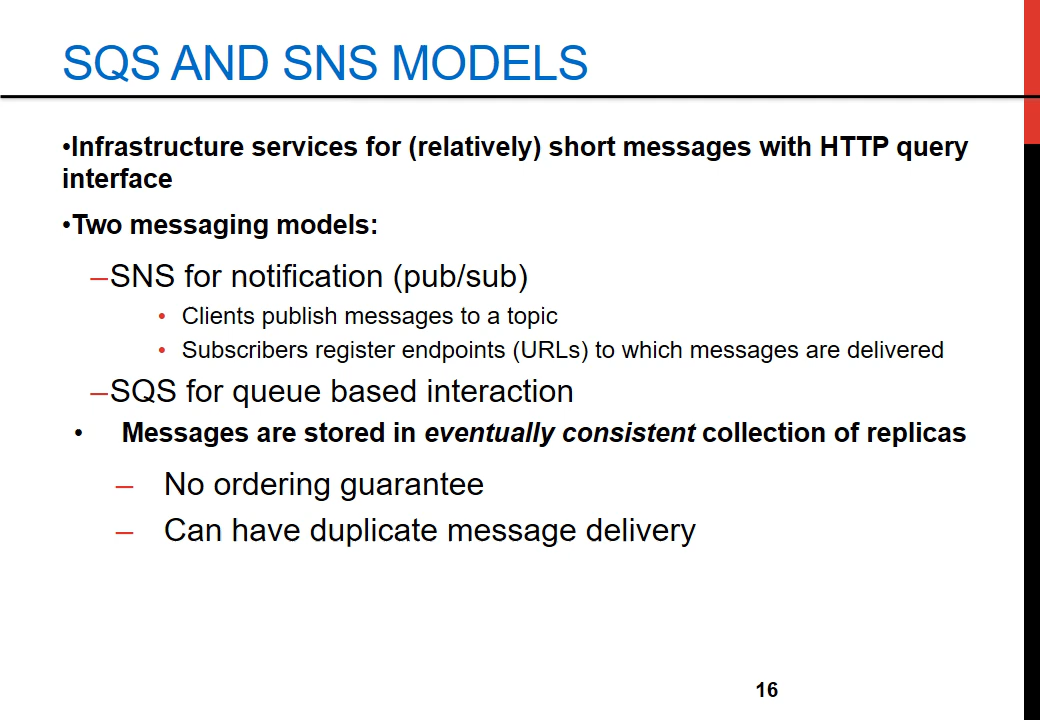 SQS AND SNS MODELS
•Infrastructure services for (relatively) short messages with HTTP query
interface
•Two messaging models:
–SNS for notification (pub/sub)
• Clients publish messages to a topic
• Subscribers register endpoints (URLs) to which messages are delivered
–SQS for queue based interaction
• Messages are stored in eventually consistent collection of replicas
– No ordering guarantee
– Can have duplicate message delivery
16